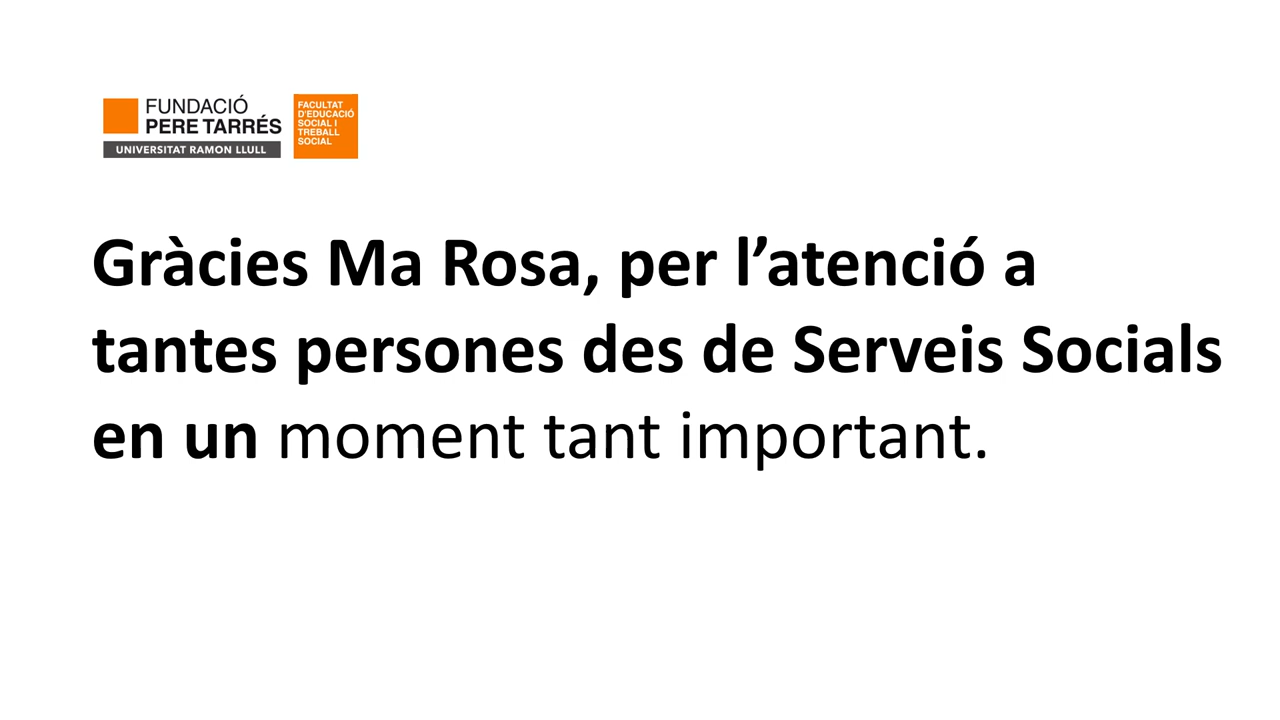 FUNDACIÓ
PERE TARRÉS
UNIVERSITAT RAMON LLULL
FACULTAT
D'EDUCACIÓ
SOCIAL I
TREBALL
SOCIAL
Gràcies Ma Rosa, per l’atenció a
tantes persones des de Serveis Socials
en un moment tant important.